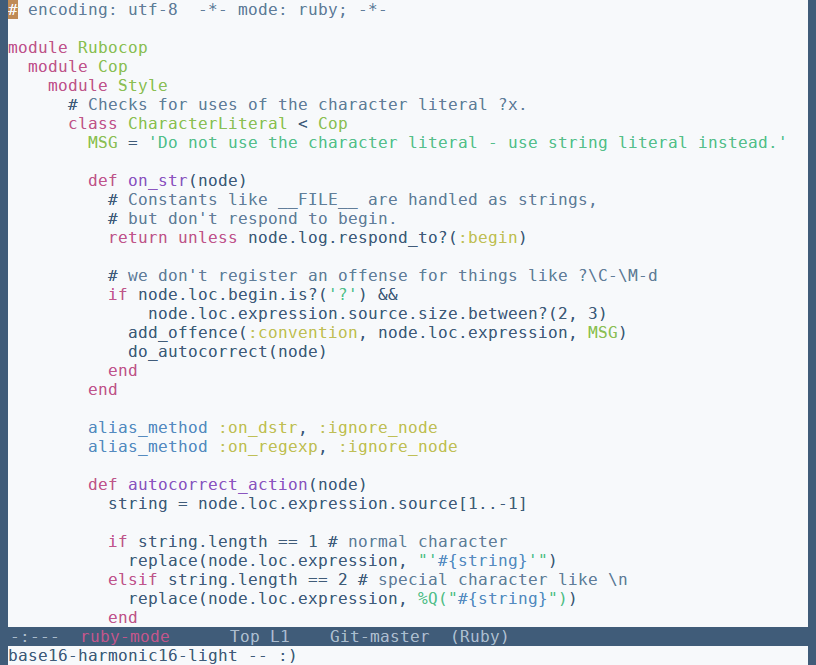 # encoding: utf-8  -*- mode: ruby; -*-

module Rubocop
  module Cop
    module Style
      # Checks for uses of the character literal ?x.
      class CharacterLiteral < Cop
        MSG = 'Do not use the character literal - use string literal instead.'

        def on_str(node)
          # Constants like __FILE__ are handled as strings,
          # but don't respond to begin.
          return unless node.log.respond_to?(:begin)

          # we don't register an offense for things like ?\C-\M-d
          if node.loc.begin.is?('?') &&
              node.loc.expression.source.size.between?(2, 3)
            add_offence(:convention, node.loc.expression, MSG)
            do_autocorrect(node)
          end
        end

        alias_method :on_dstr, :ignore_node
        alias_method :on_regexp, :ignore_node

        def autocorrect_action(node)
          string = node.loc.expression.source[1..-1]

          if string.length == 1 # normal character
            replace(node.loc.expression, "'#{string}'")
          elsif string.length == 2 # special character like \n
            replace(node.loc.expression, %Q("#{string}"))
          end
-:---  ruby-mode      Top L1    Git-master  (Ruby)
base16-harmonic16-light -- :)